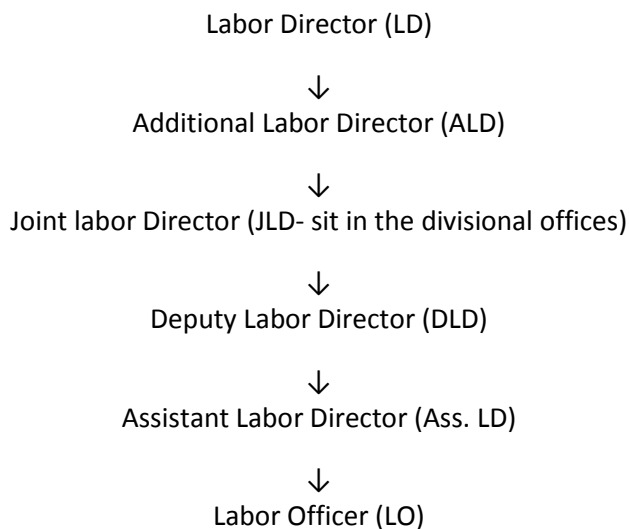 Labor Director (LD)
↓
Additional Labor Director (ALD)
↓
Joint labor Director (JLD- sit in the divisional offices)
↓
Deputy Labor Director (DLD)
↓
Assistant Labor Director (Ass. LD)
↓
Labor Officer (LO)